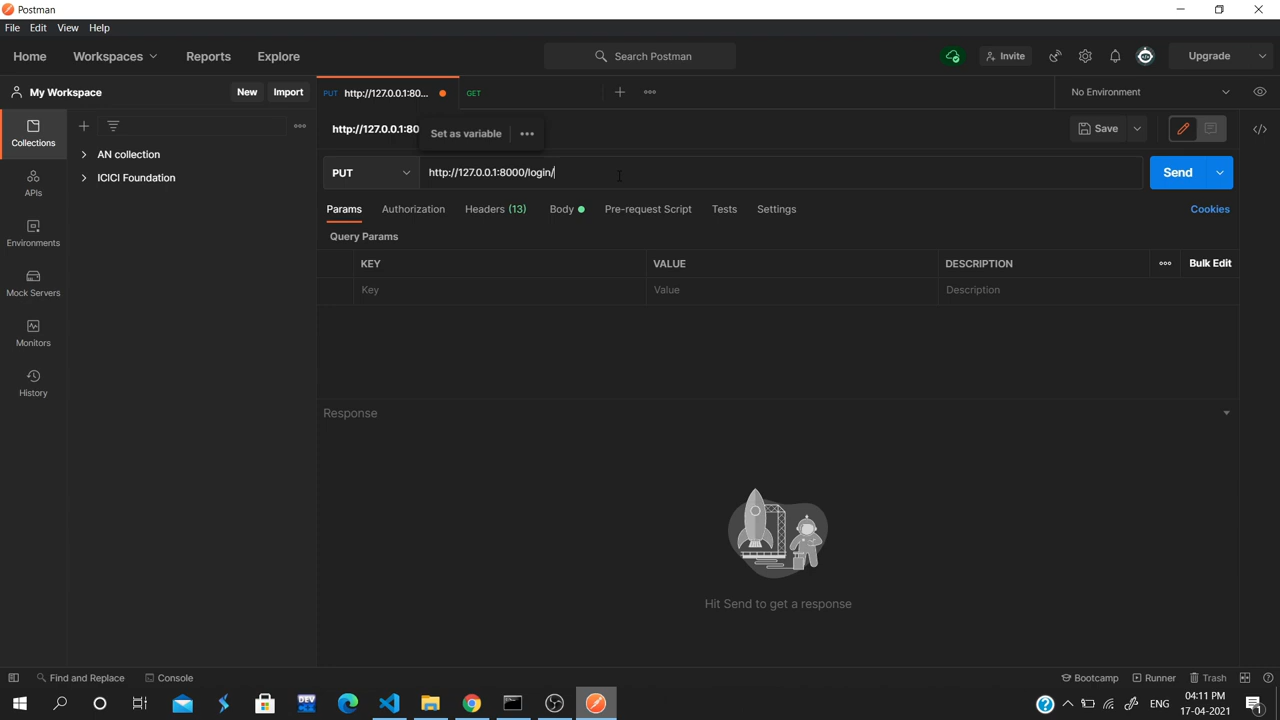 Postman
File Edit View Help
Home Workspaces Reports Explore Search Postman Invite Upgrade
My Workspace New Import PUT http://127.0.0.1:80... GET No Environment
Collections
APIs
Environments
Mock Servers
Monitors
History
AN collection
ICICI Foundation
http://127.0.0.1:80 Set as variable Save
PUT http://127.0.0.1:8000/login/ Send
Params Authorization Headers (13) Body Pre-request Script Tests Settings Cookies
Query Params
KEY VALUE DESCRIPTION Bulk Edit
Key Value Description
Response
Hit Send to get a response
Find and Replace Console Bootcamp Runner Trash
DEV
ENG 04:11 PM
17-04-2021
1